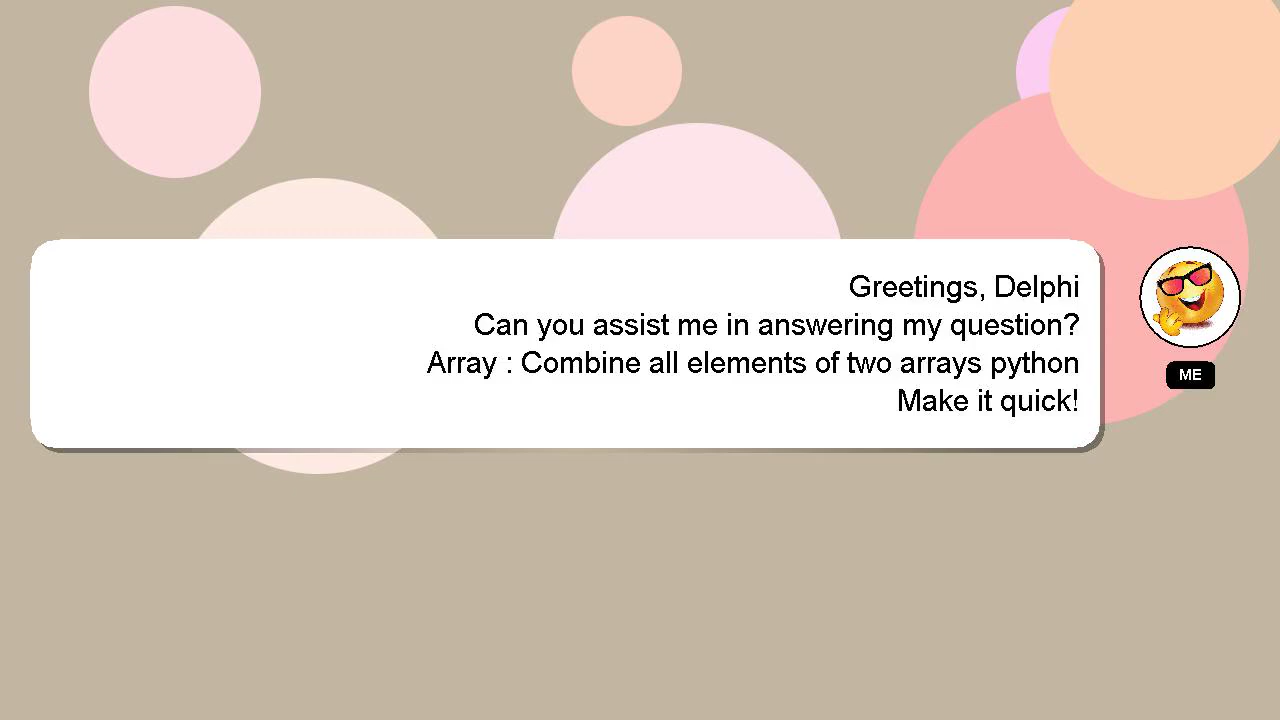 Greetings, Delphi
Can you assist me in answering my question?
Array : Combine all elements of two arrays python
Make it quick!
ME